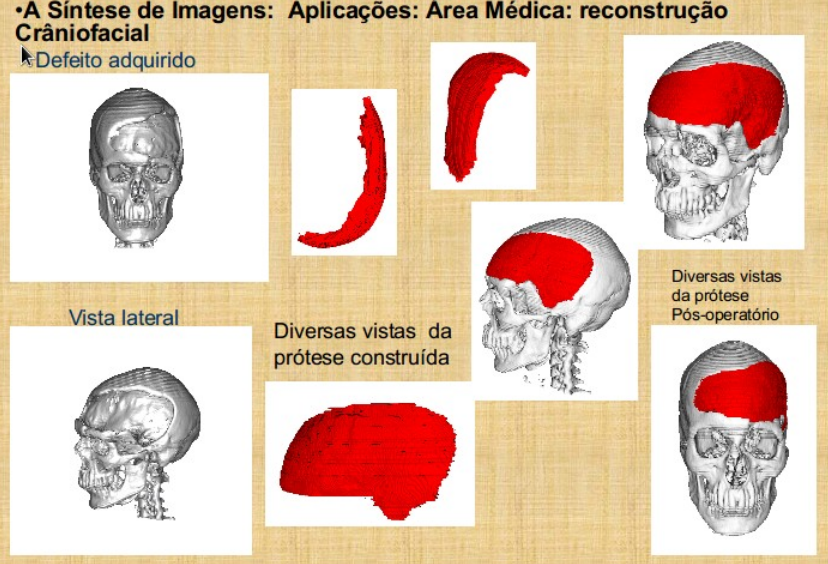 •A Síntese de Imagens:  Aplicações: Área Médica: reconstrução
Crâniofacial
Defeito adquirido
Vista lateral
Diversas vistas  da
prótese construída
Diversas vistas
da prótese
Pós-operatório